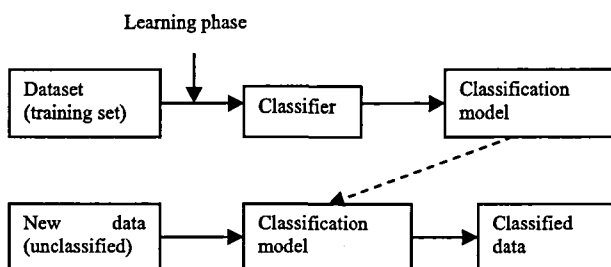 Learning phase
Dataset
(training set)
Classifier
Classification
model
New data
(unclassified)
Classification
model
Classified
data